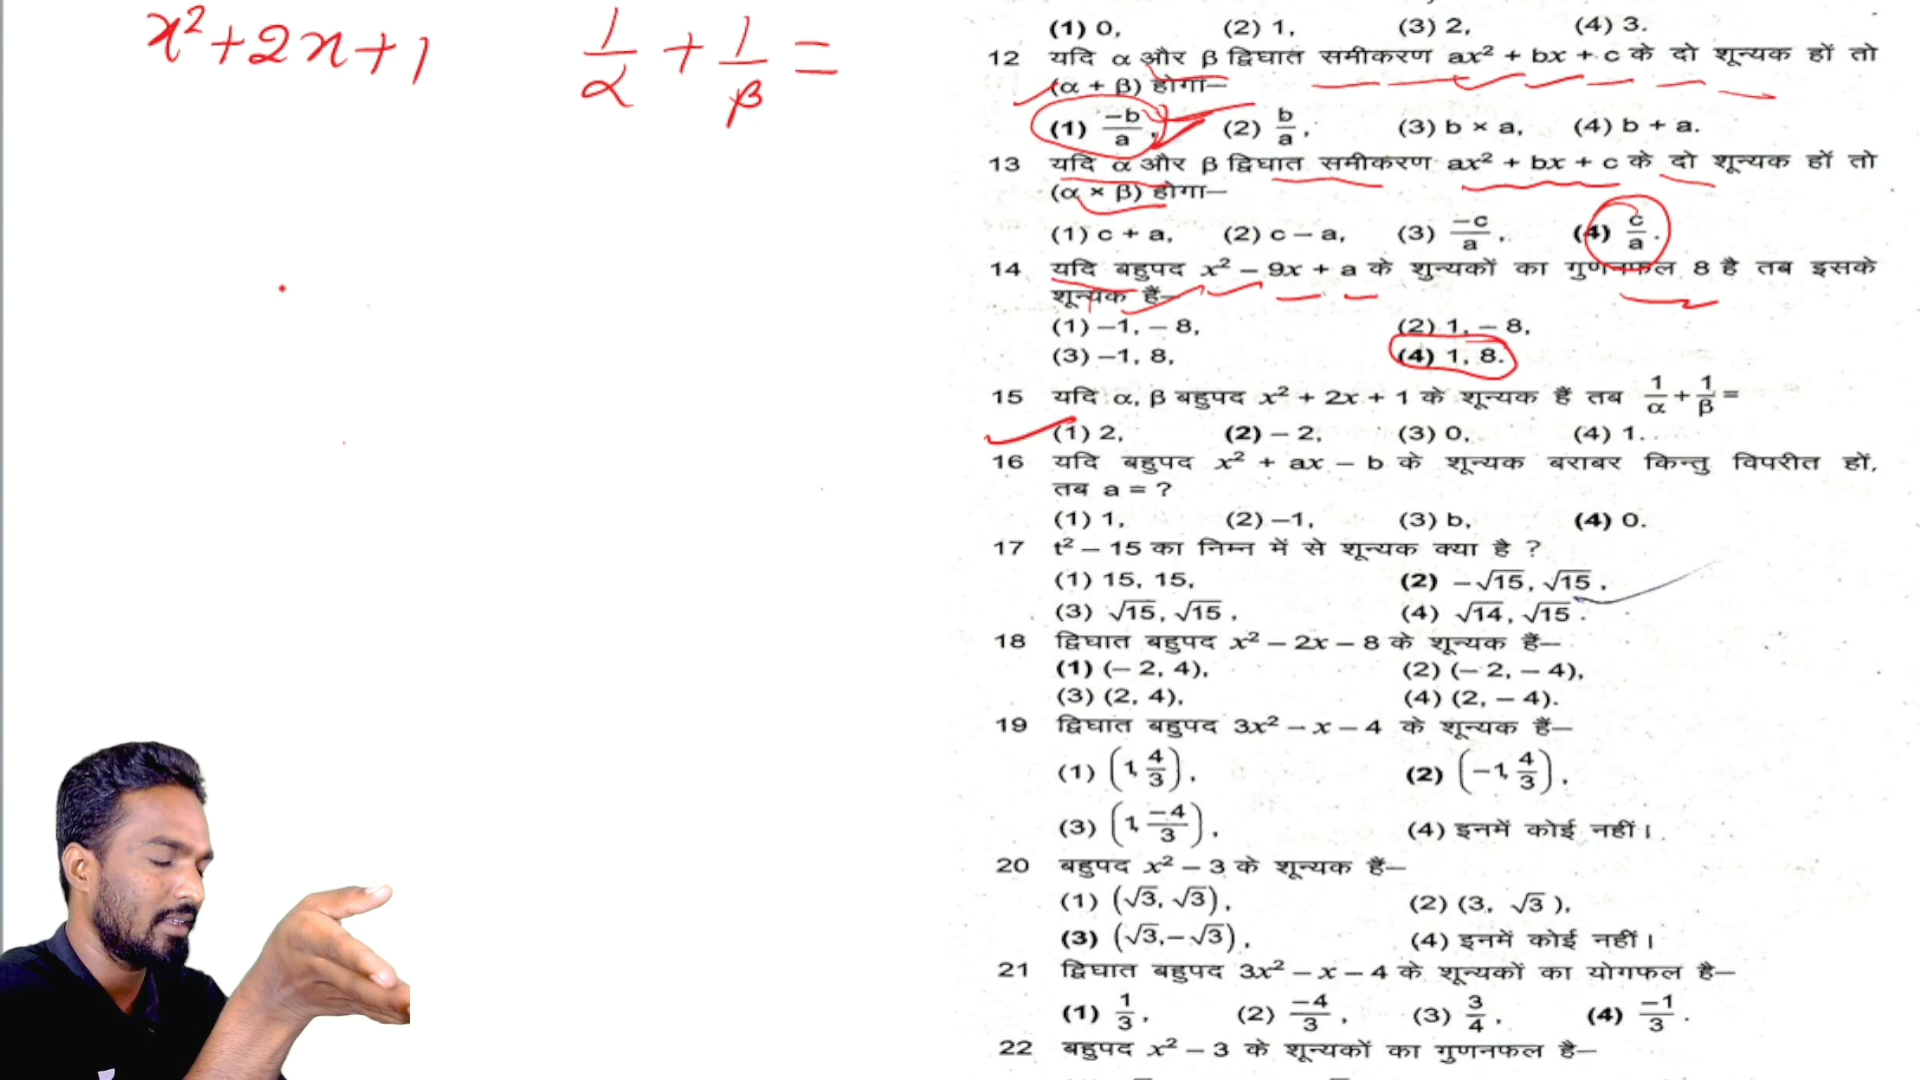 x² + 2x + 1
1/α + 1/β =
(1) 0, (2) 1, (3) 2, (4) 3.
12 यदि α और β द्विघात समीकरण ax² + bx + c के दो शून्यक हों तो
(α + β) होगा—
(1) −b/a, (2) b/a, (3) b × a, (4) b + a.
13 यदि α और β द्विघात समीकरण ax² + bx + c के दो शून्यक हों तो
(α × β) होगा—
(1) c + a, (2) c − a, (3) −c/a, (4) c/a.
14 यदि बहुपद x² − 9x + a के शुन्यकों का गुणनफल 8 है तब इसके
शून्यक हैं—
(1) −1, − 8, (2) 1, − 8,
(3) −1, 8, (4) 1, 8.
15 यदि α, β बहुपद x² + 2x + 1 के शून्यक हैं तब 1/α + 1/β =
(1) 2, (2) − 2, (3) 0, (4) 1.
16 यदि बहुपद x² + ax − b के शून्यक बराबर किन्तु विपरीत हों,
तब a = ?
(1) 1, (2) −1, (3) b, (4) 0.
17 t² − 15 का निम्न में से शून्यक क्या है ?
(1) 15, 15, (2) −√15, √15 ,
(3) √15, √15 , (4) √14, √15 .
18 द्विघात बहुपद x² − 2x − 8 के शून्यक हैं—
(1) (− 2, 4), (2) (− 2, − 4),
(3) (2, 4), (4) (2, − 4).
19 द्विघात बहुपद 3x² − x − 4 के शून्यक हैं—
(1) (1, 4/3), (2) (−1, 4/3),
(3) (1, −4/3), (4) इनमें कोई नहीं।
20 बहुपद x² − 3 के शून्यक हैं—
(1) (√3, √3), (2) (3, √3 ),
(3) (√3,−√3), (4) इनमें कोई नहीं।
21 द्विघात बहुपद 3x² − x − 4 के शून्यकों का योगफल है—
(1) 1/3, (2) −4/3, (3) 3/4, (4) −1/3.
22 बहुपद x² − 3 के शून्यकों का गुणनफल है—